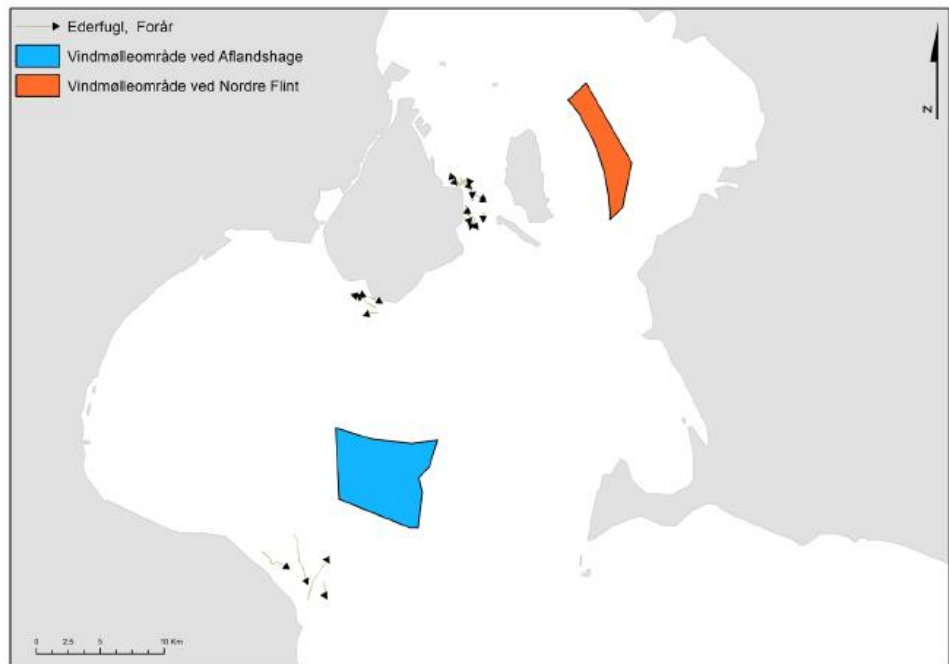 Ederfugl, Forår
Vindmølleområde ved Aflandshage
Vindmølleområde ved Nordre Flint
N
0 2.5 5 10 Km